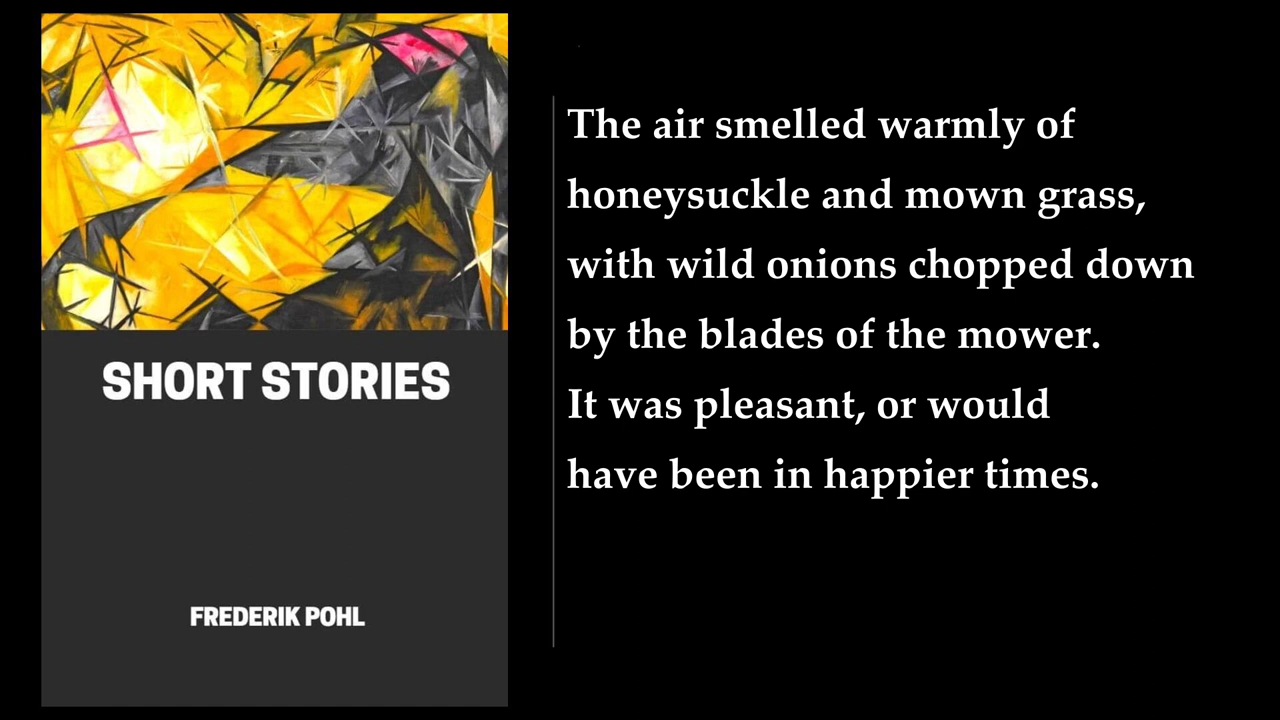 SHORT STORIES
FREDERIK POHL
The air smelled warmly of
honeysuckle and mown grass,
with wild onions chopped down
by the blades of the mower.
It was pleasant, or would
have been in happier times.